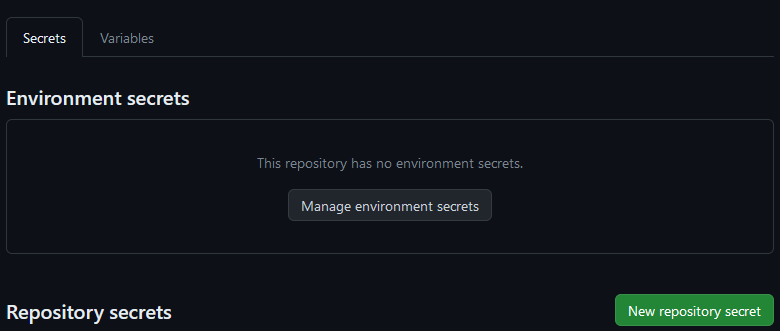 Secrets
Variables
Environment secrets
This repository has no environment secrets.
Manage environment secrets
Repository secrets
New repository secret